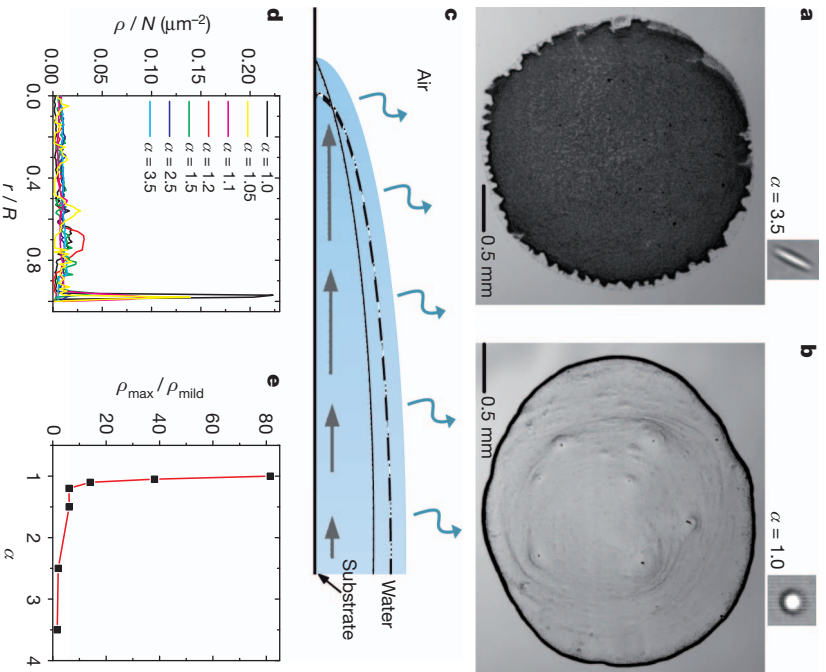 a
α = 3.5
0.5 mm
b
α = 1.0
0.5 mm
c
Air
Water
Substrate
d
ρ / N (μm⁻²)
0.00
0.05
0.10
0.15
0.20
α = 1.0
α = 1.05
α = 1.1
α = 1.2
α = 1.5
α = 2.5
α = 3.5
0.0
0.4
0.8
r / R
e
ρmax / ρmild
0
20
40
60
80
1
2
3
4
α